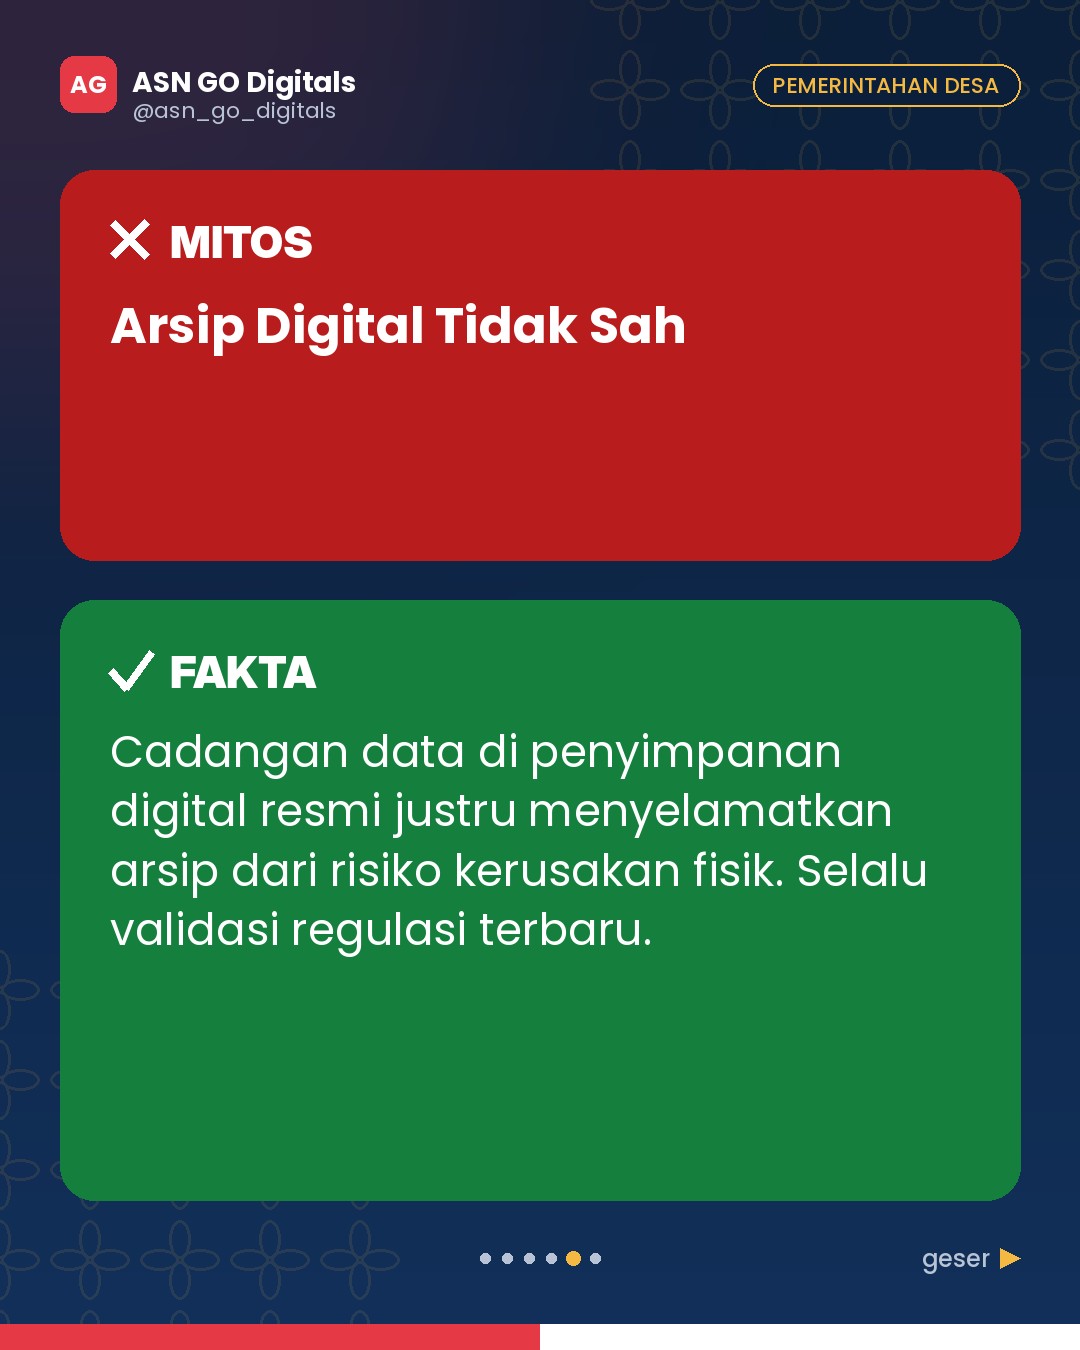 AG
ASN GO Digitals
@asn_go_digitals
PEMERINTAHAN DESA
MITOS
Arsip Digital Tidak Sah
FAKTA
Cadangan data di penyimpanan
digital resmi justru menyelamatkan
arsip dari risiko kerusakan fisik. Selalu
validasi regulasi terbaru.
geser